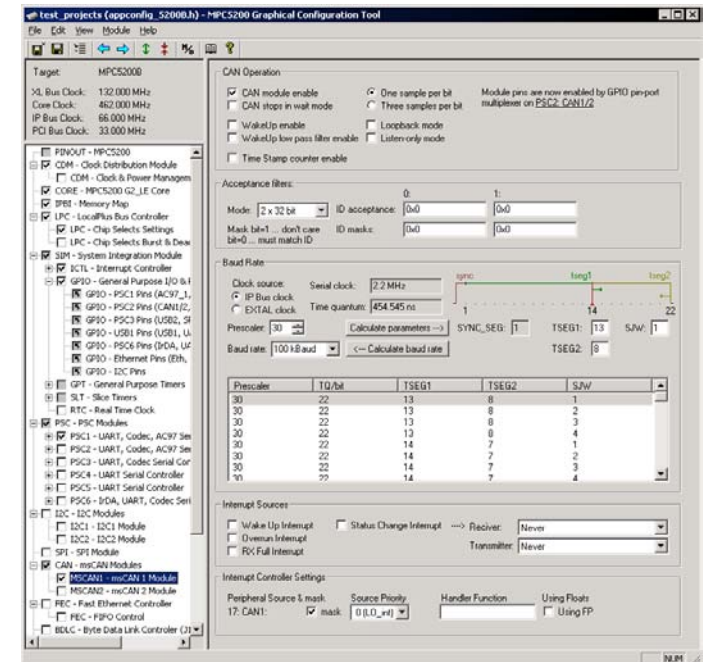 test_projects (appconfig_5200B.h) - MPC5200 Graphical Configuration Tool
File Edit View Module Help
Target: MPC5200B
XL Bus Clock: 132.000 MHz
Core Clock: 462.000 MHz
IP Bus Clock: 66.000 MHz
PCI Bus Clock: 33.000 MHz
PINOUT - MPC5200
CDM - Clock Distribution Module
CDM - Clock & Power Managem
CORE - MPC5200 G2_LE Core
IPBI - Memory Map
LPC - LocalPlus Bus Controller
LPC - Chip Selects Settings
LPC - Chip Selects Burst & Dead
SIM - System Integration Module
ICTL - Interrupt Controller
GPIO - General Purpose I/O &
GPIO - PSC1 Pins (AC97_1,
GPIO - PSC2 Pins (CAN1/2,
GPIO - PSC3 Pins (USB2, SF
GPIO - USB1 Pins (USB1, UA
GPIO - PSC6 Pins (IrDA, UA
GPIO - Ethernet Pins (Eth,
GPIO - I2C Pins
GPT - General Purpose Timers
SLT - Slice Timers
RTC - Real Time Clock
PSC - PSC Modules
PSC1 - UART, Codec, AC97 Ser
PSC2 - UART, Codec, AC97 Ser
PSC3 - UART, Codec Serial Cor
PSC4 - UART Serial Controller
PSC5 - UART Serial Controller
PSC6 - IrDA, UART, Codec Seri
I2C - I2C Modules
I2C1 - I2C1 Module
I2C2 - I2C2 Module
SPI - SPI Module
CAN - msCAN Modules
MSCAN1 - msCAN 1 Module
MSCAN2 - msCAN 2 Module
FEC - Fast Ethernet Controller
FEC - FIFO Control
BDLC - Byte Data Link Controler (J1
CAN Operation
CAN module enable One sample per bit Module pins are now enabled by GPIO pin-port
CAN stops in wait mode Three samples per bit multiplexer on PSC2: CAN1/2
WakeUp enable Loopback mode
WakeUp low pass filter enable Listen-only mode
Time Stamp counter enable
Acceptance filters:
0: 1:
Mode: 2 x 32 bit ID acceptance: 0x0 0x0
Mask bit=1 ... don't care ID masks: 0x0 0x0
bit=0 ... must match ID
Baud Rate
sync tseg1 tseg2
Clock source: Serial clock: 2.2 MHz
IP Bus clock
EXTAL clock Time quantum: 454.545 ns
1 14 22
Prescaler: 30 Calculate parameters --> SYNC_SEG: 1 TSEG1: 13 SJW: 1
Baud rate: 100 kBaud <-- Calculate baud rate TSEG2: 8
Prescaler TQ/bit TSEG1 TSEG2 SJW
30 22 13 8 1
30 22 13 8 2
30 22 13 8 3
30 22 13 8 4
30 22 14 7 1
30 22 14 7 2
30 22 14 7 3
30 22 14 7 4
Interrupt Sources
Wake Up Interrupt Status Change Interrupt ---> Reciver: Never
Overrun Interrupt
RX Full Interrupt Transmitter: Never
Interrupt Controller Settings
Peripheral Source & mask Source Priority Handler Function Using Floats
17: CAN1: mask 0 (LO_int) Using FP
NUM